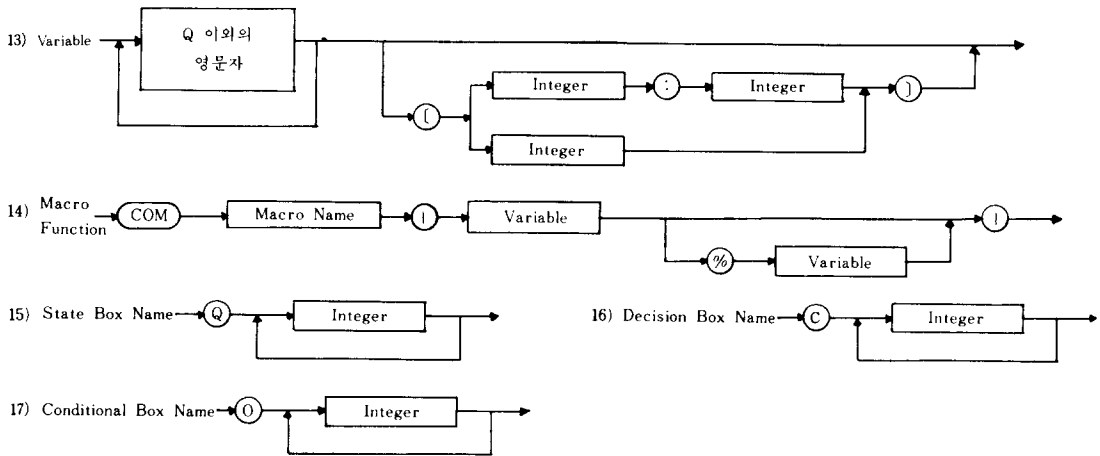 13) Variable
Q 이외의
영문자
[
Integer : Integer ]
Integer
14) Macro
Function
COM Macro Name Variable
% Variable
15) State Box Name Q Integer
16) Decision Box Name C Integer
17) Conditional Box Name O Integer